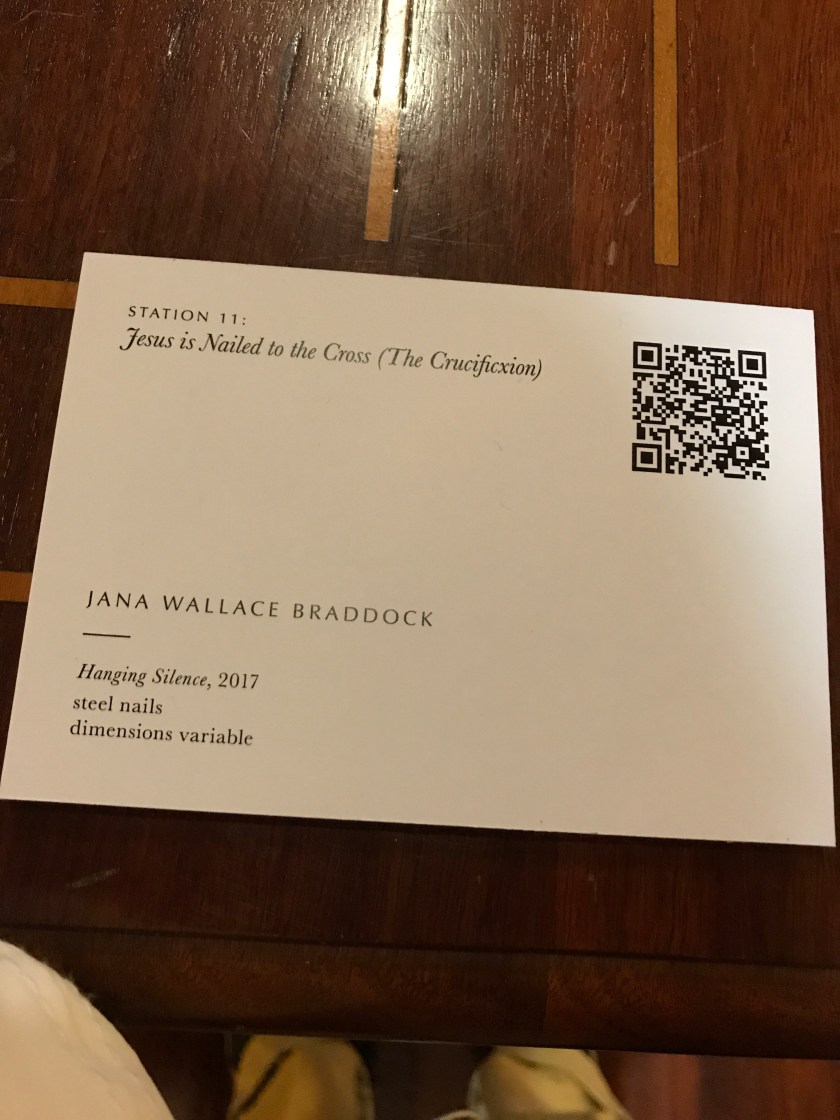 STATION 11:
Jesus is Nailed to the Cross (The Crucificxion)
JANA WALLACE BRADDOCK
Hanging Silence, 2017
steel nails
dimensions variable